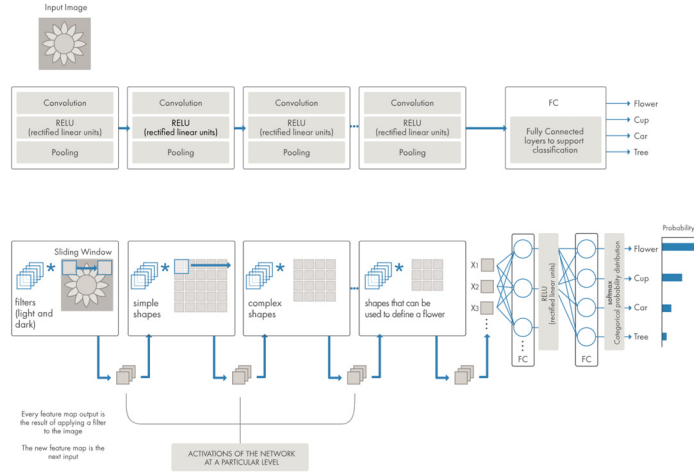 Input Image
Convolution
RELU
(rectified linear units)
Pooling
Convolution
RELU
(rectified linear units)
Pooling
Convolution
RELU
(rectified linear units)
Pooling
Convolution
RELU
(rectified linear units)
Pooling
FC
Fully Connected
layers to support
classification
Flower
Cup
Car
Tree
Sliding Window
*
filters
(light and
dark)
*
simple
shapes
*
complex
shapes
*
shapes that can be
used to define a flower
X1
X2
X3
FC
RELU
(rectified linear units)
FC
softmax
Categorical probability distribution
Probability
Flower
Cup
Car
Tree
Every feature map output is
the result of applying a filter
to the image
The new feature map is the
next input
ACTIVATIONS OF THE NETWORK
AT A PARTICULAR LEVEL